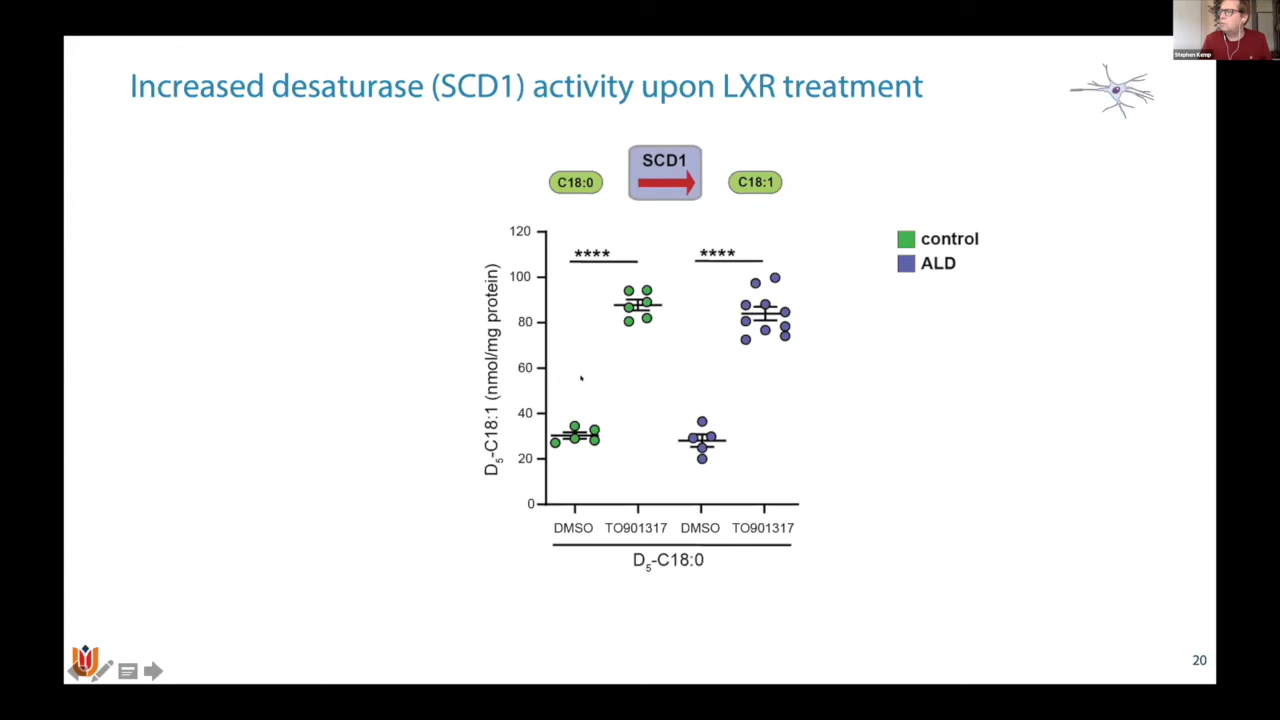 Stephen Kemp
Increased desaturase (SCD1) activity upon LXR treatment
SCD1
C18:0
C18:1
120
100
80
60
40
20
0
D5-C18:1 (nmol/mg protein)
****
****
control
ALD
DMSO TO901317 DMSO TO901317
D5-C18:0
20